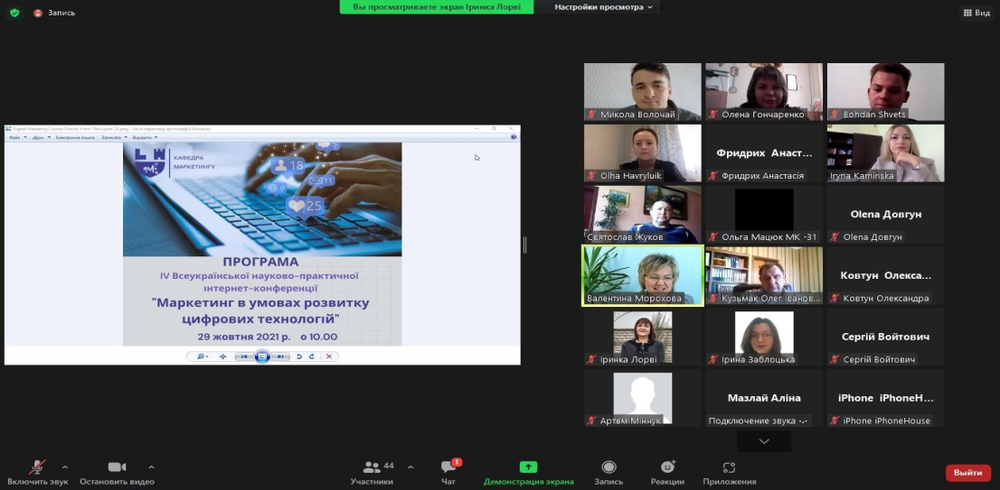 Запись
Вы просматриваете экран Іринка Лорві
Настройки просмотра
Вид
Digital Marketing Course Directly From The Expert (3).png - Засіб перегляду фотографій Windows
Файл
Друк
Електронна пошта
Записати
Відкрити
КАФЕДРА
МАРКЕТИНГУ
18
11
@ 9
25
ПРОГРАМА
IV Всеукраїнської науково-практичної
інтернет-конференції
"Маркетинг в умовах розвитку
цифрових технологій"
29 жовтня 2021 р. о 10.00
Микола Волочай
Олена Гончаренко
Bohdan Shvets
Olha Havryluik
Фридрих Анаст...
Фридрих Анастасія
Iryna Kaminska
Святослав Жуков
Ольга Мацюк МК -31
Olena Довгун
Olena Довгун
Валентина Морохова
Кузьмак Олег Іванов...
Ковтун Олекса...
Ковтун Олександра
Іринка Лорві
Ірина Заблоцька
Сергій Войтович
Сергій Войтович
Артем Мінчук
Мазлай Аліна
Подключение звука
iPhone iPhoneH...
iPhone iPhoneHouse
Включить звук
Остановить видео
44
Участники
1
Чат
Демонстрация экрана
Запись
Реакции
Приложения
Выйти